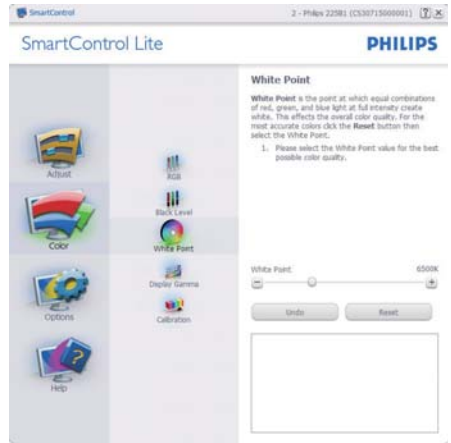 SmartControl
2 - Philips 225B1 (CS30715000001)
SmartControl Lite
PHILIPS
Adjust
Color
Options
Help
RGB
Black Level
White Point
Display Gamma
Calibration
White Point
White Point is the point at which equal combinations
of red, green, and blue light at full intensity create
white. This effects the overall color quality. For the
most accurate colors click the Reset button then
select the White Point.
1. Please select the White Point value for the best
possible color quality.
White Point
6500K
Undo
Reset